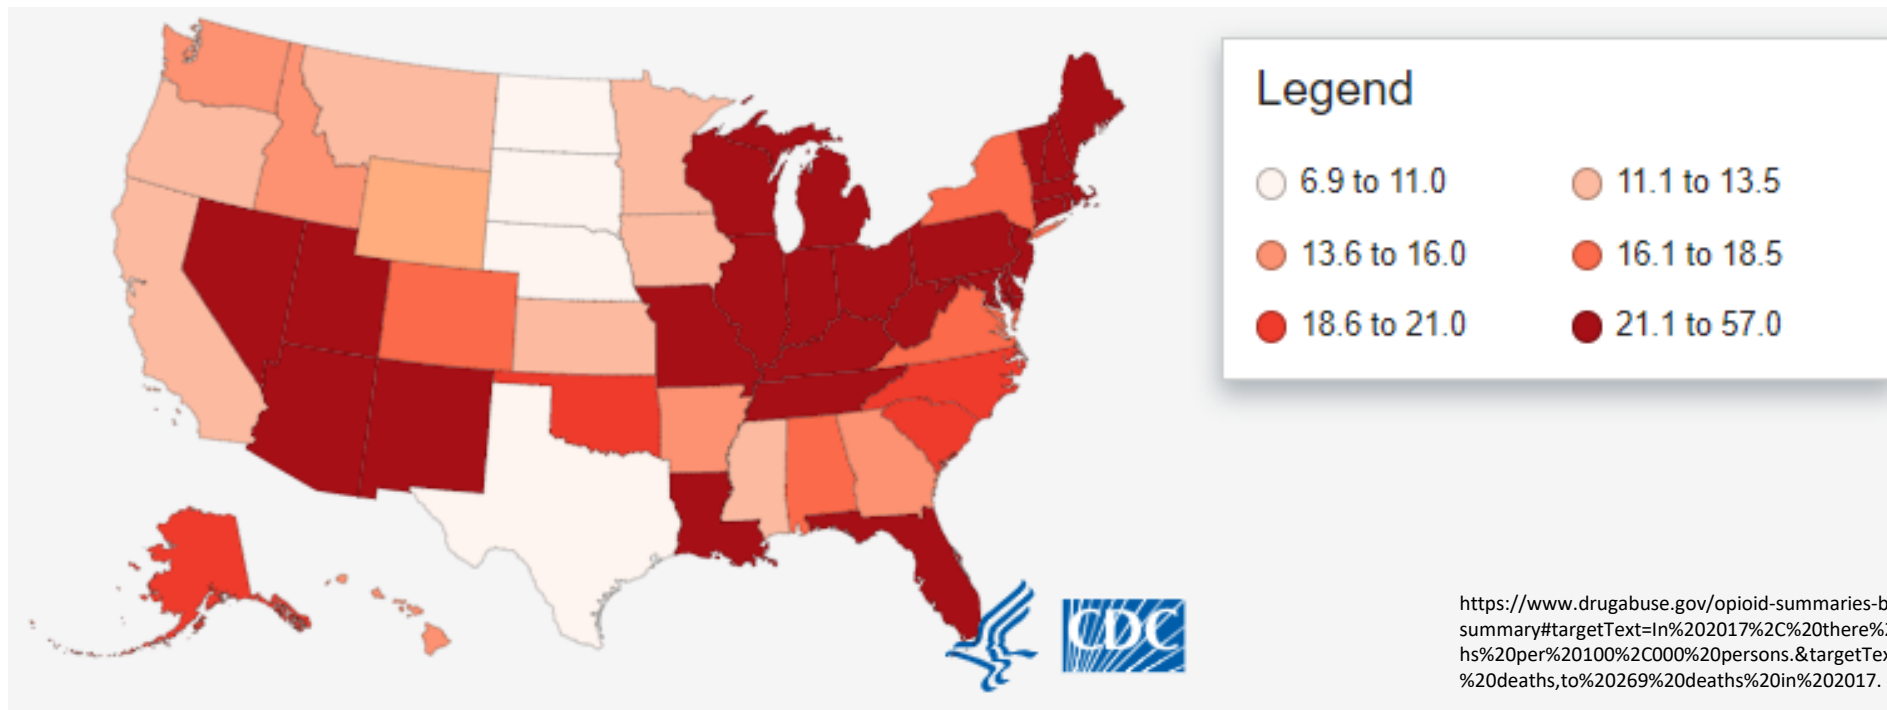 Legend
6.9 to 11.0
11.1 to 13.5
13.6 to 16.0
16.1 to 18.5
18.6 to 21.0
21.1 to 57.0
CDC
https://www.drugabuse.gov/opioid-summaries-b
summary#targetText=In%202017%2C%20there%2
hs%20per%20100%2C000%20persons.&targetTex
%20deaths,to%20269%20deaths%20in%202017.